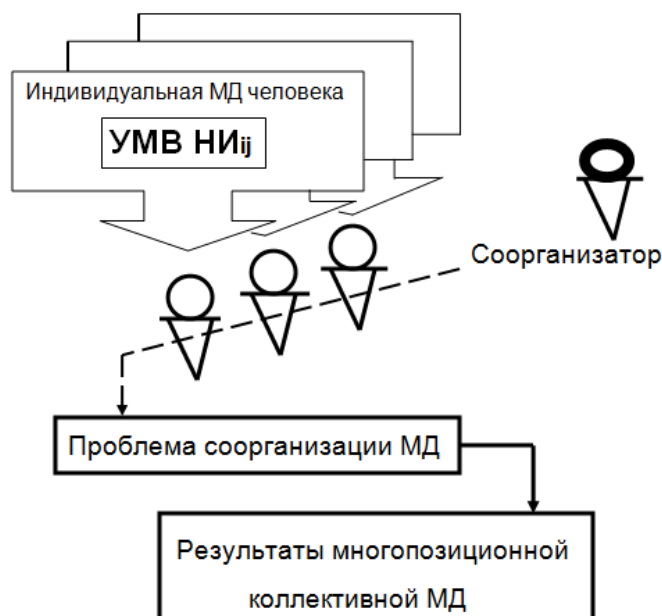 Индивидуальная МД человека
УМВ НИij
Соорганизатор
Проблема соорганизации МД
Результаты многопозиционной
коллективной МД